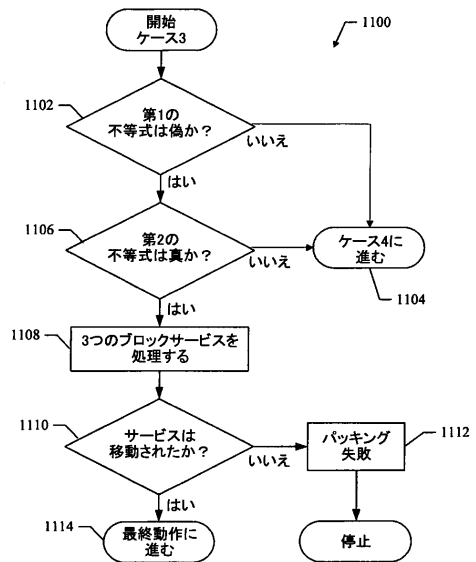 開始
ケース3
1100
1102
第1の
不等式は偽か？
いいえ
はい
1106
第2の
不等式は真か？
いいえ
ケース4に
進む
1104
はい
1108
3つのブロックサービスを
処理する
1110
サービスは
移動されたか？
いいえ
パッキング
失敗
1112
はい
1114
最終動作に
進む
停止